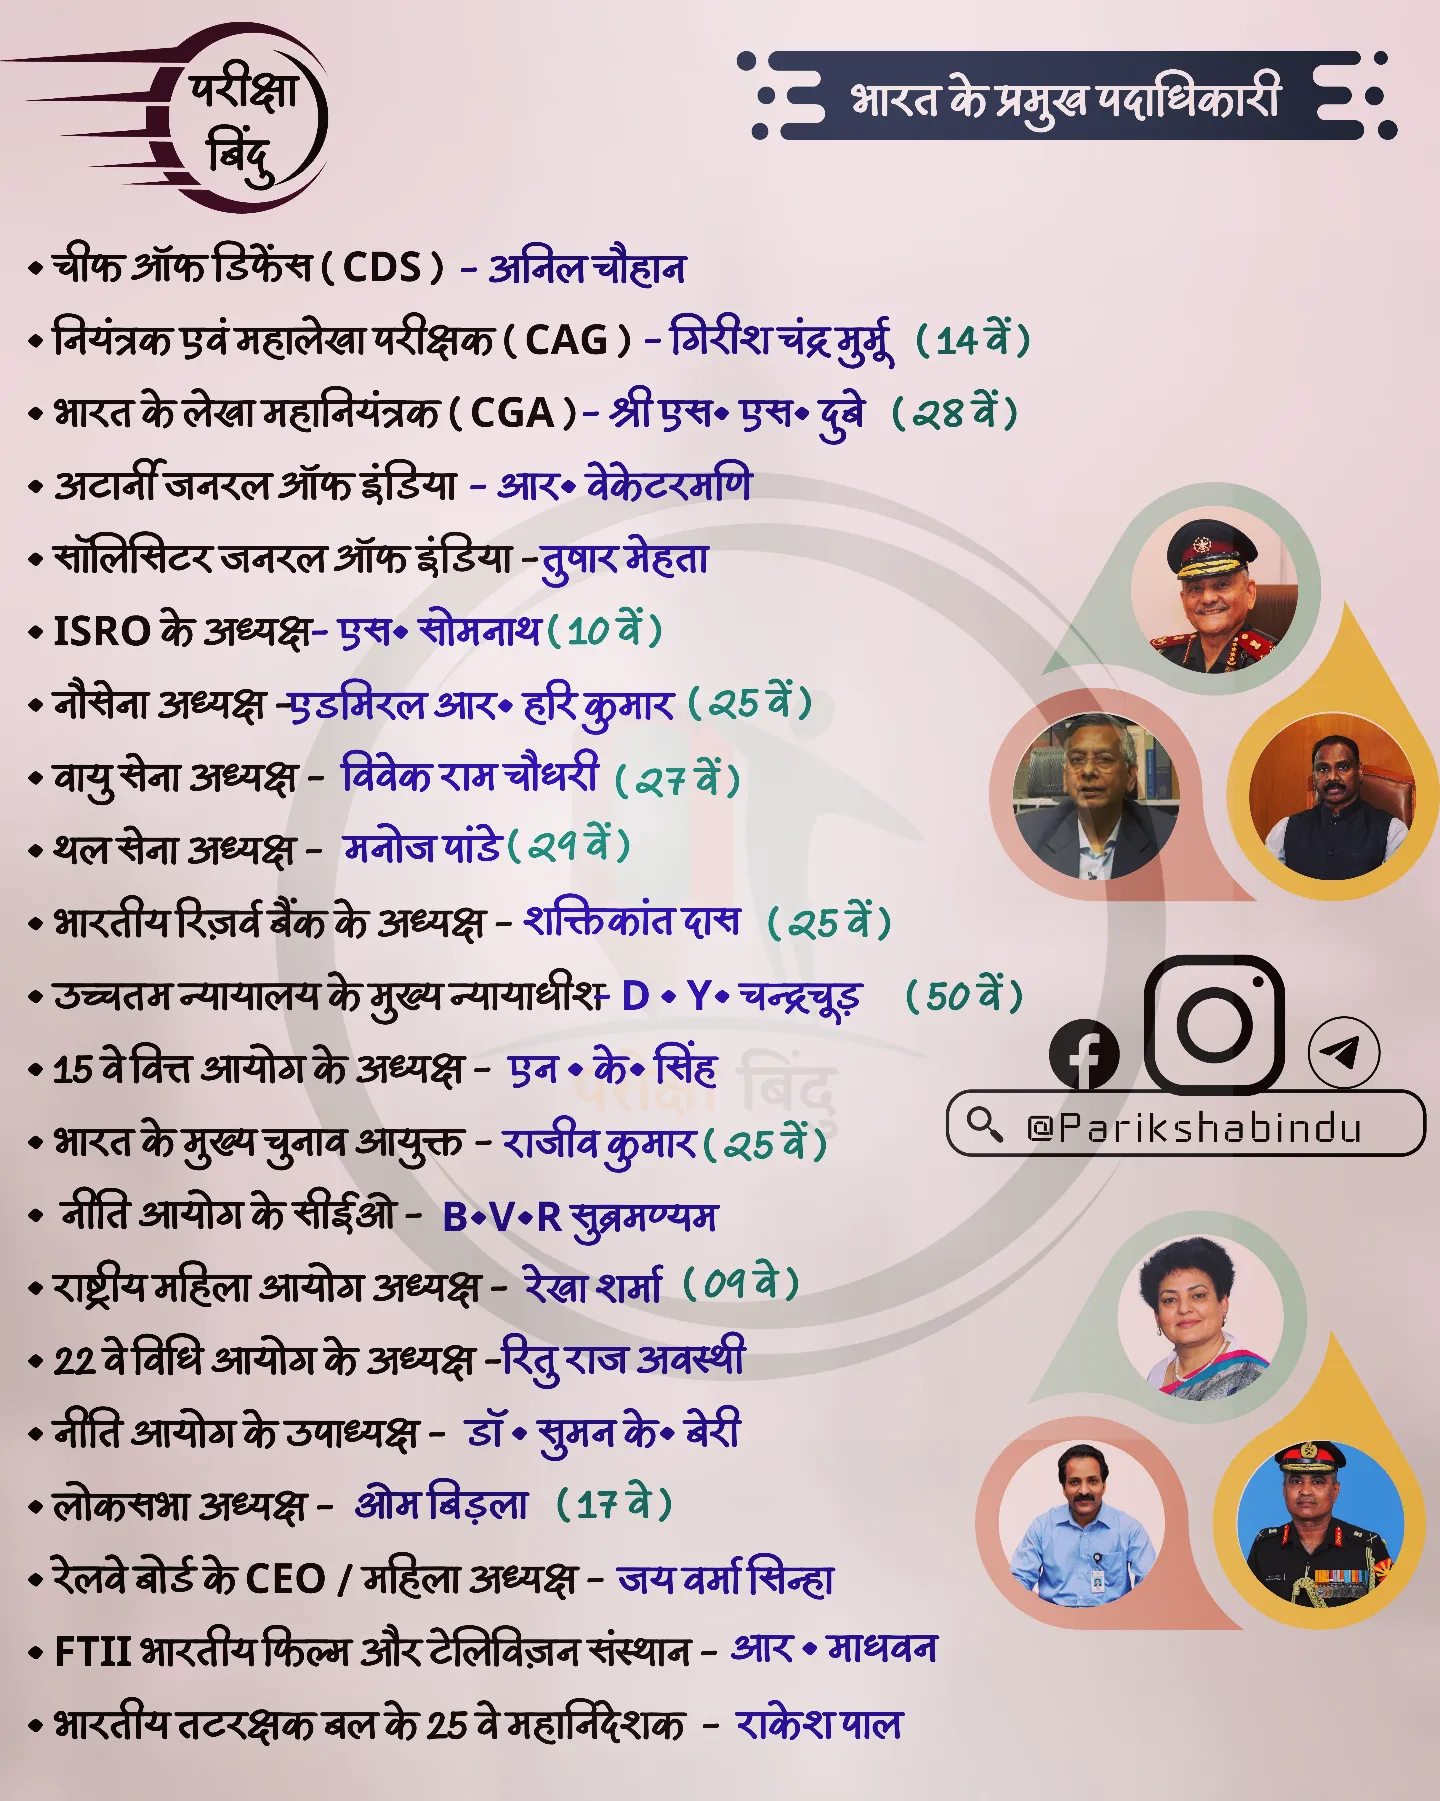 परीक्षा
बिंदु
भारत के प्रमुख पदाधिकारी
• चीफ ऑफ डिफेंस ( CDS ) - अनिल चौहान
• नियंत्रक एवं महालेखा परीक्षक ( CAG ) - गिरीश चंद्र मुर्मू ( 14 वें )
• भारत के लेखा महानियंत्रक ( CGA ) - श्री एस• एस• दुबे ( 28 वें )
• अटार्नी जनरल ऑफ इंडिया - आर• वेकेटरमणि
• सॉलिसिटर जनरल ऑफ इंडिया - तुषार मेहता
• ISRO के अध्यक्ष - एस• सोमनाथ ( 10 वें )
• नौसेना अध्यक्ष - एडमिरल आर• हरि कुमार ( 25 वें )
• वायु सेना अध्यक्ष - विवेक राम चौधरी ( 27 वें )
• थल सेना अध्यक्ष - मनोज पांडे ( 29 वें )
• भारतीय रिज़र्व बैंक के अध्यक्ष - शक्तिकांत दास ( 25 वें )
• उच्चतम न्यायालय के मुख्य न्यायाधीश - D • Y• चन्द्रचूड़ ( 50 वें )
• 15 वे वित्त आयोग के अध्यक्ष - एन • के• सिंह
परीक्षा बिंदु
@Parikshabindu
• भारत के मुख्य चुनाव आयुक्त - राजीव कुमार ( 25 वें )
• नीति आयोग के सीईओ - B•V•R सुब्रमण्यम
• राष्ट्रीय महिला आयोग अध्यक्ष - रेखा शर्मा ( 09 वे )
• 22 वे विधि आयोग के अध्यक्ष - रितु राज अवस्थी
• नीति आयोग के उपाध्यक्ष - डॉ • सुमन के• बेरी
• लोकसभा अध्यक्ष - ओम बिड़ला ( 17 वे )
• रेलवे बोर्ड के CEO / महिला अध्यक्ष - जय वर्मा सिन्हा
• FTII भारतीय फिल्म और टेलिविज़न संस्थान - आर • माधवन
• भारतीय तटरक्षक बल के 25 वे महानिदेशक - राकेश पाल